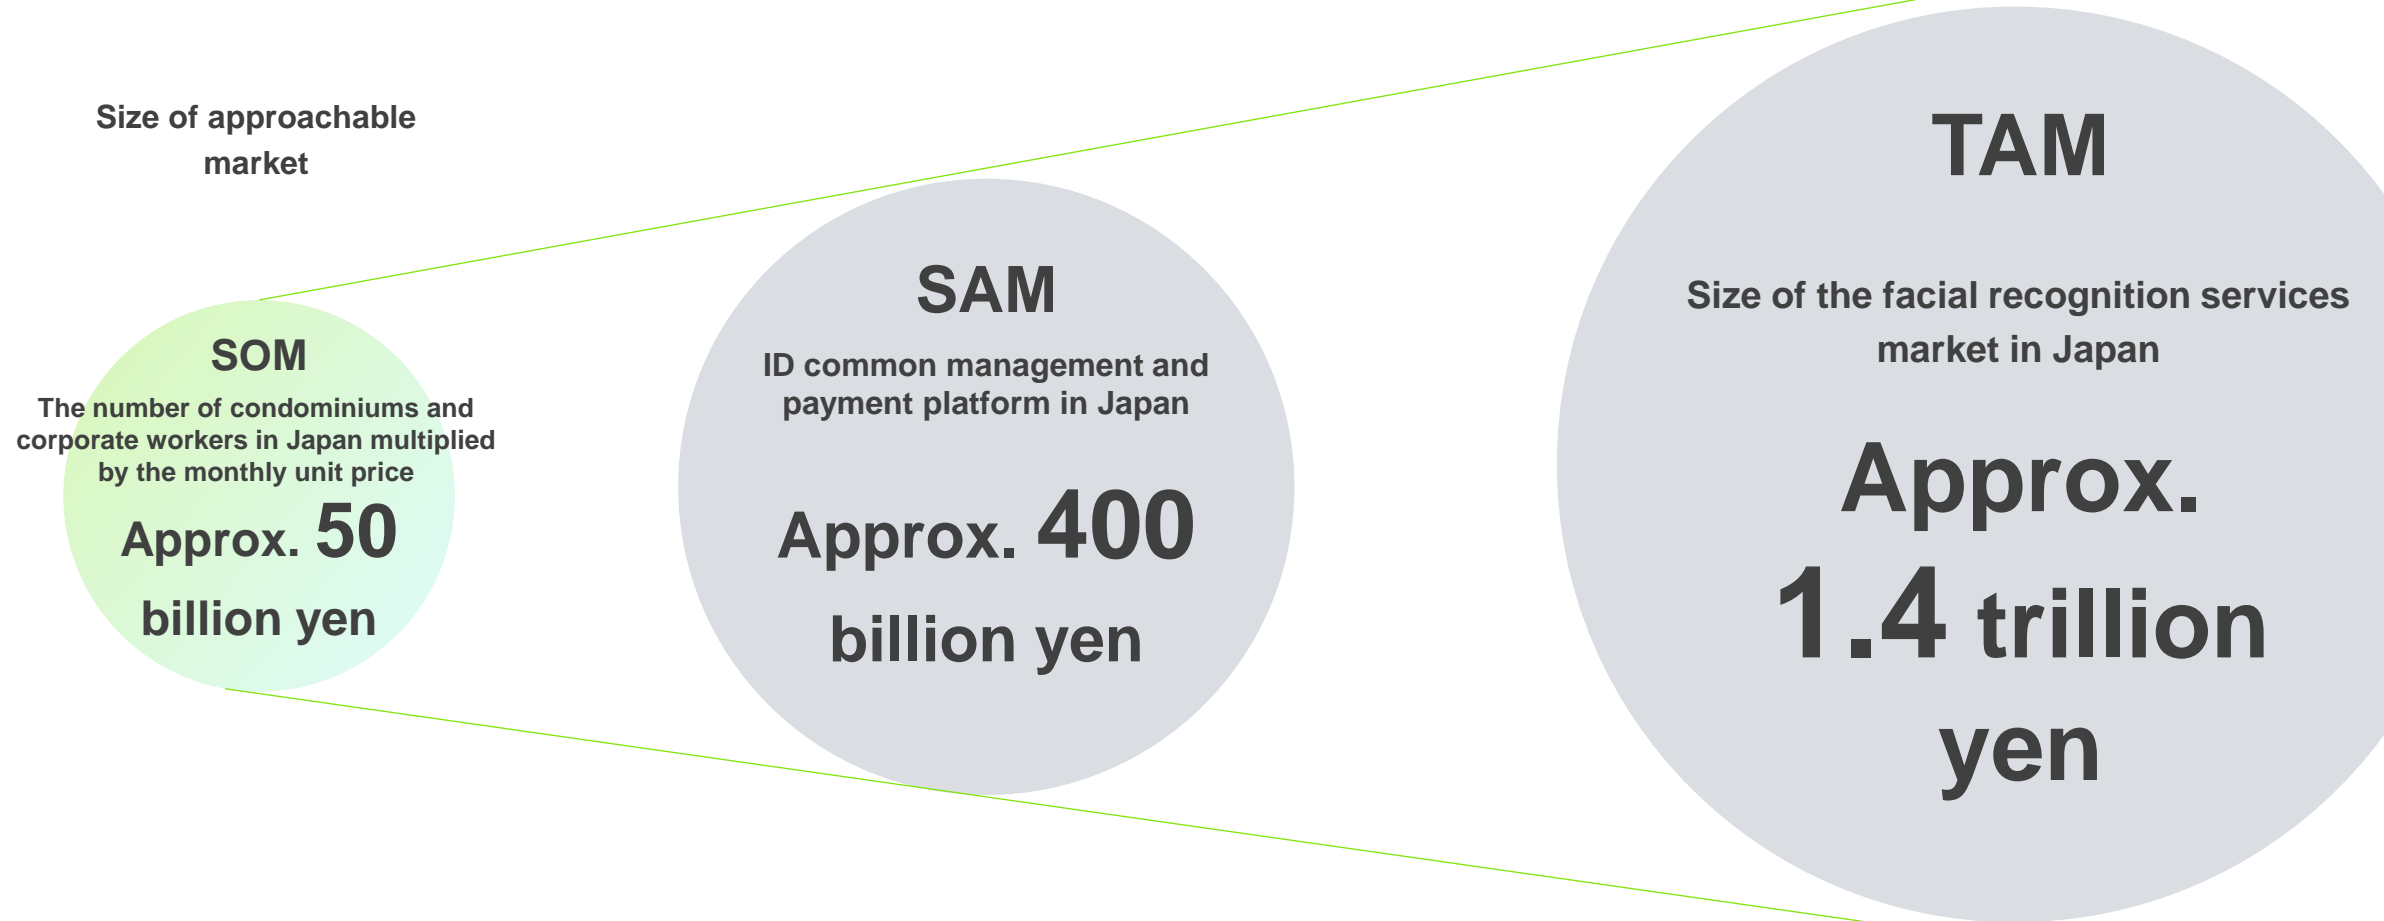 Size of approachable
market
SOM
The number of condominiums and
corporate workers in Japan multiplied
by the monthly unit price
Approx. 50
billion yen
SAM
ID common management and
payment platform in Japan
Approx. 400
billion yen
TAM
Size of the facial recognition services
market in Japan
Approx.
1.4 trillion
yen